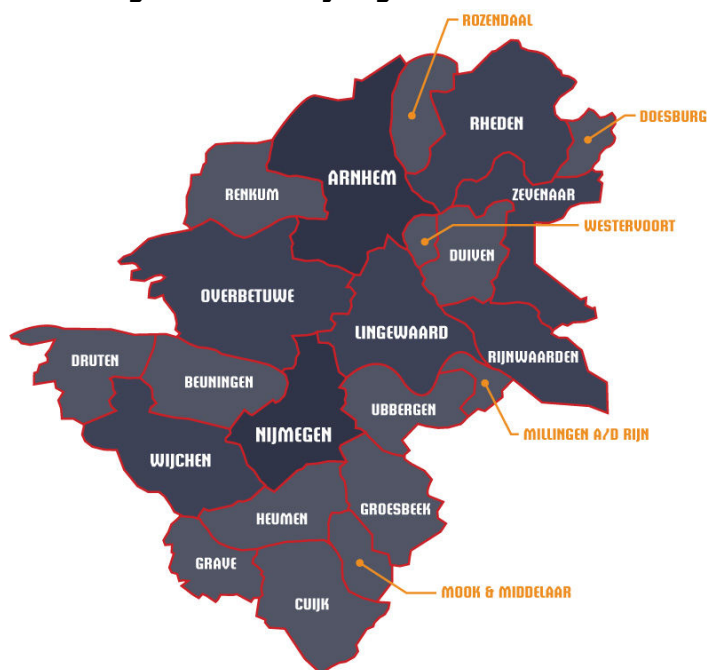 ROZENDAAL
DOESBURG
RHEDEN
ARNHEM
RENKUM
ZEVENAAR
WESTERVOORT
DUIVEN
OVERBETUWE
LINGEWAARD
DRUTEN
RIJNWAARDEN
BEUNINGEN
UBBERGEN
NIJMEGEN
MILLINGEN A/D RIJN
WIJCHEN
GROESBEEK
HEUMEN
GRAVE
MOOK & MIDDELAAR
CUIJK